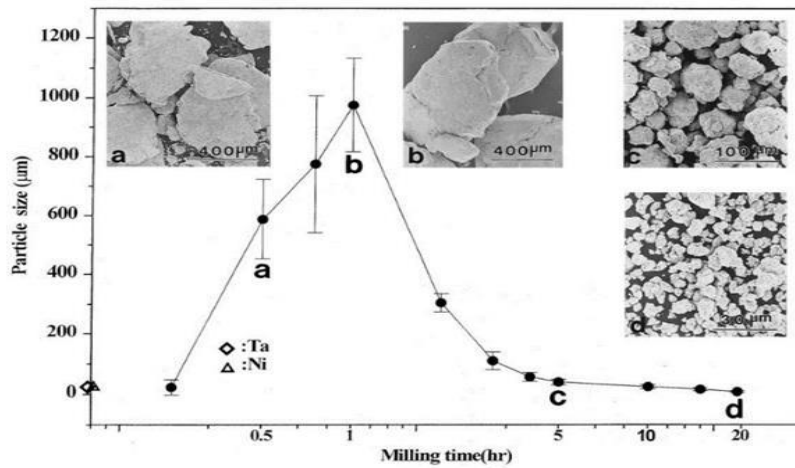 1200
1000
800
600
400
200
0
Particle size (μm)
a
400μm
b
400μm
c
100μm
d
30μm
a
b
c
d
◇ :Ta
△ :Ni
0.5
1
5
10
20
Milling time(hr)